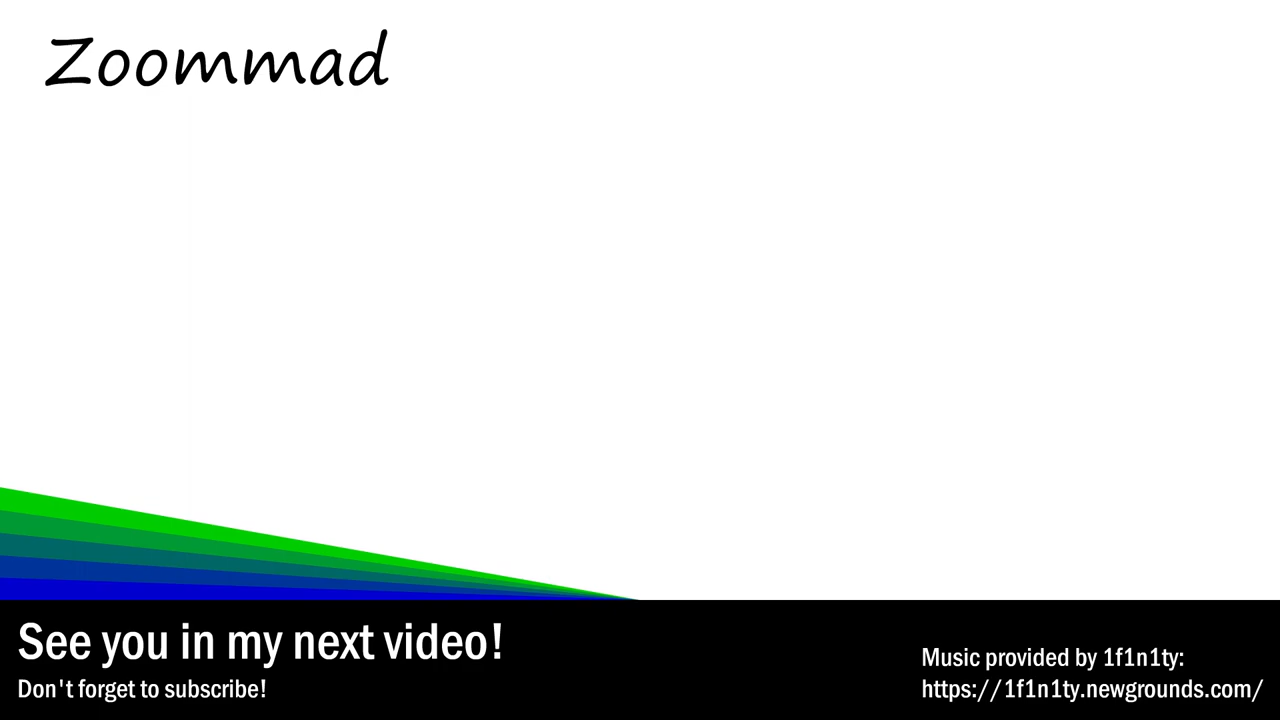 Zoommad
See you in my next video!
Don't forget to subscribe!
Music provided by 1f1n1ty:
https://1f1n1ty.newgrounds.com/